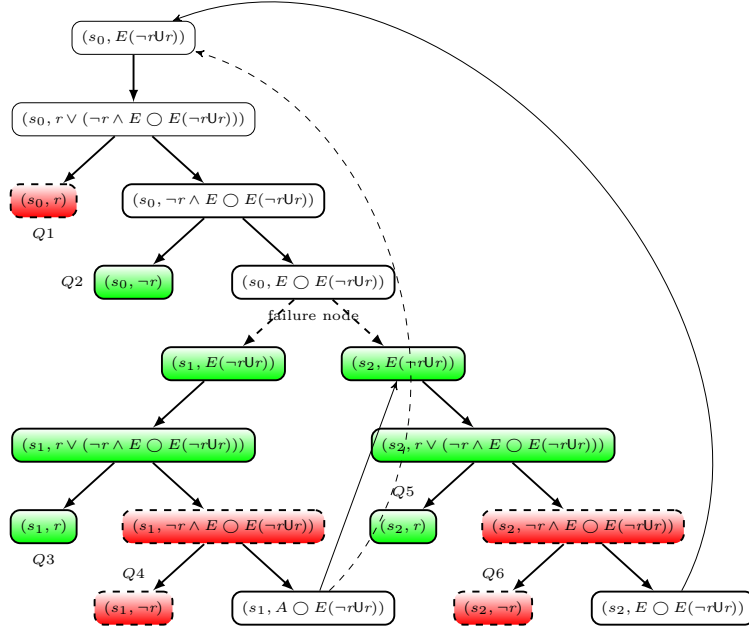 (s₀, E(¬rUr))
(s₀, r ∨ (¬r ∧ E ◯ E(¬rUr)))
(s₀, r)
(s₀, ¬r ∧ E ◯ E(¬rUr))
Q1
Q2
(s₀, ¬r)
(s₀, E ◯ E(¬rUr))
failure node
(s₁, E(¬rUr))
(s₂, E(¬rUr))
(s₁, r ∨ (¬r ∧ E ◯ E(¬rUr)))
(s₂, r ∨ (¬r ∧ E ◯ E(¬rUr)))
Q5
(s₁, r)
(s₁, ¬r ∧ E ◯ E(¬rUr))
(s₂, r)
(s₂, ¬r ∧ E ◯ E(¬rUr))
Q3
Q4
Q6
(s₁, ¬r)
(s₁, A ◯ E(¬rUr))
(s₂, ¬r)
(s₂, E ◯ E(¬rUr))